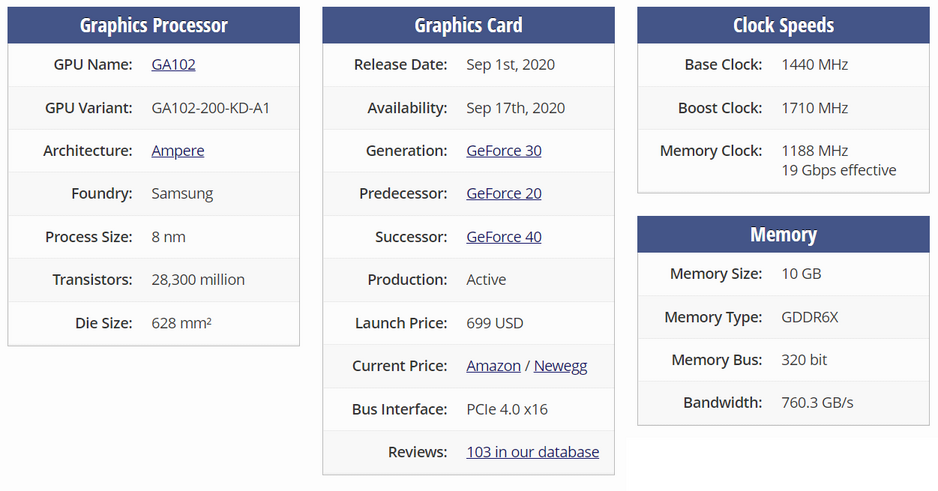 Graphics Processor
GPU Name: GA102
GPU Variant: GA102-200-KD-A1
Architecture: Ampere
Foundry: Samsung
Process Size: 8 nm
Transistors: 28,300 million
Die Size: 628 mm²
Graphics Card
Release Date: Sep 1st, 2020
Availability: Sep 17th, 2020
Generation: GeForce 30
Predecessor: GeForce 20
Successor: GeForce 40
Production: Active
Launch Price: 699 USD
Current Price: Amazon / Newegg
Bus Interface: PCIe 4.0 x16
Reviews: 103 in our database
Clock Speeds
Base Clock: 1440 MHz
Boost Clock: 1710 MHz
Memory Clock: 1188 MHz
19 Gbps effective
Memory
Memory Size: 10 GB
Memory Type: GDDR6X
Memory Bus: 320 bit
Bandwidth: 760.3 GB/s